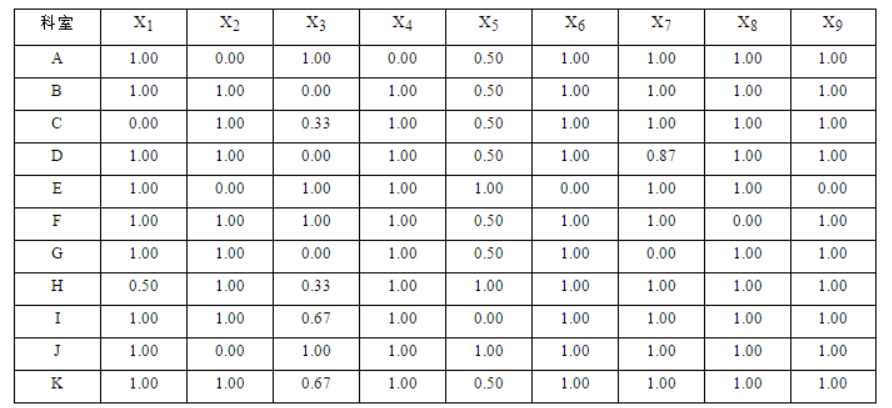 科室 X1 X2 X3 X4 X5 X6 X7 X8 X9
A 1.00 0.00 1.00 0.00 0.50 1.00 1.00 1.00 1.00
B 1.00 1.00 0.00 1.00 0.50 1.00 1.00 1.00 1.00
C 0.00 1.00 0.33 1.00 0.50 1.00 1.00 1.00 1.00
D 1.00 1.00 0.00 1.00 0.50 1.00 0.87 1.00 1.00
E 1.00 0.00 1.00 1.00 1.00 0.00 1.00 1.00 0.00
F 1.00 1.00 1.00 1.00 0.50 1.00 1.00 0.00 1.00
G 1.00 1.00 0.00 1.00 0.50 1.00 0.00 1.00 1.00
H 0.50 1.00 0.33 1.00 1.00 1.00 1.00 1.00 1.00
I 1.00 1.00 0.67 1.00 0.00 1.00 1.00 1.00 1.00
J 1.00 0.00 1.00 1.00 1.00 1.00 1.00 1.00 1.00
K 1.00 1.00 0.67 1.00 0.50 1.00 1.00 1.00 1.00